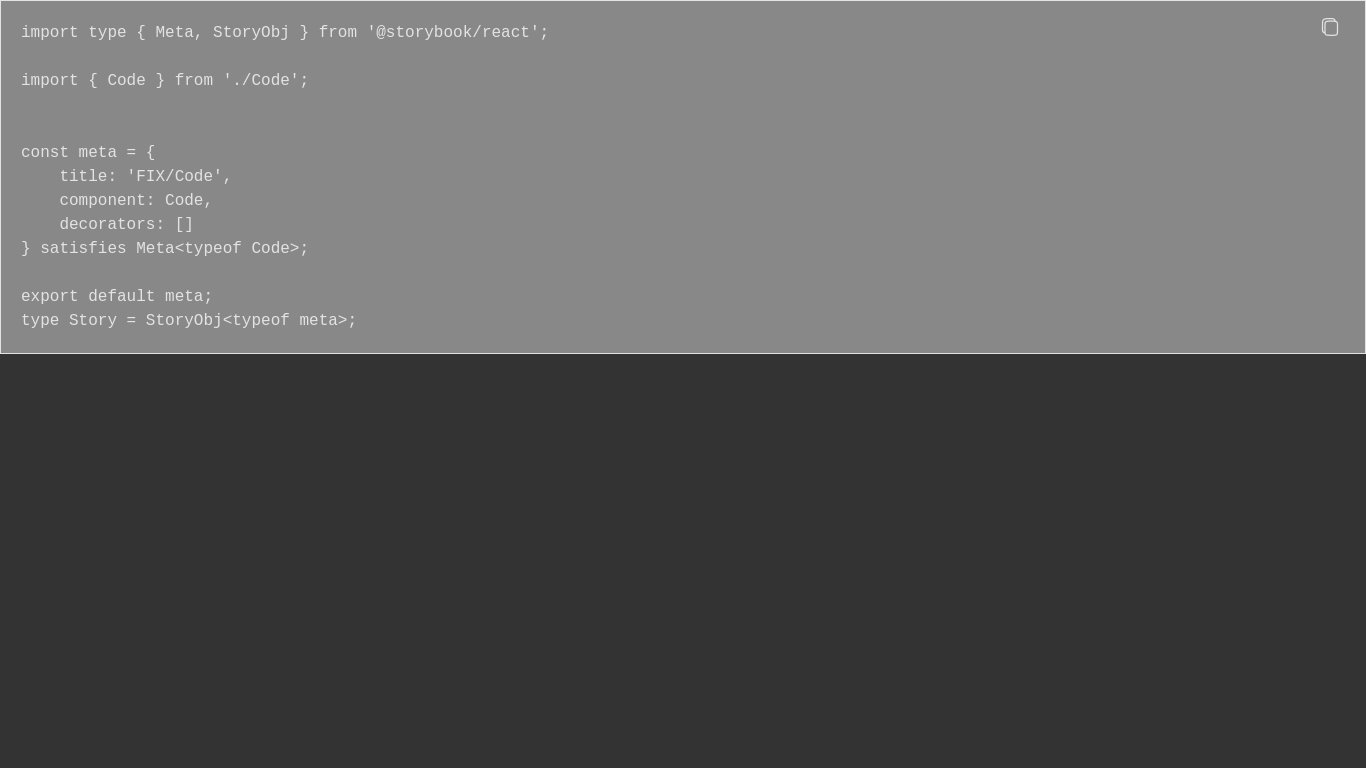 import type { Meta, StoryObj } from '@storybook/react';

import { Code } from './Code';


const meta = {
    title: 'FIX/Code',
    component: Code,
    decorators: []
} satisfies Meta<typeof Code>;

export default meta;
type Story = StoryObj<typeof meta>;